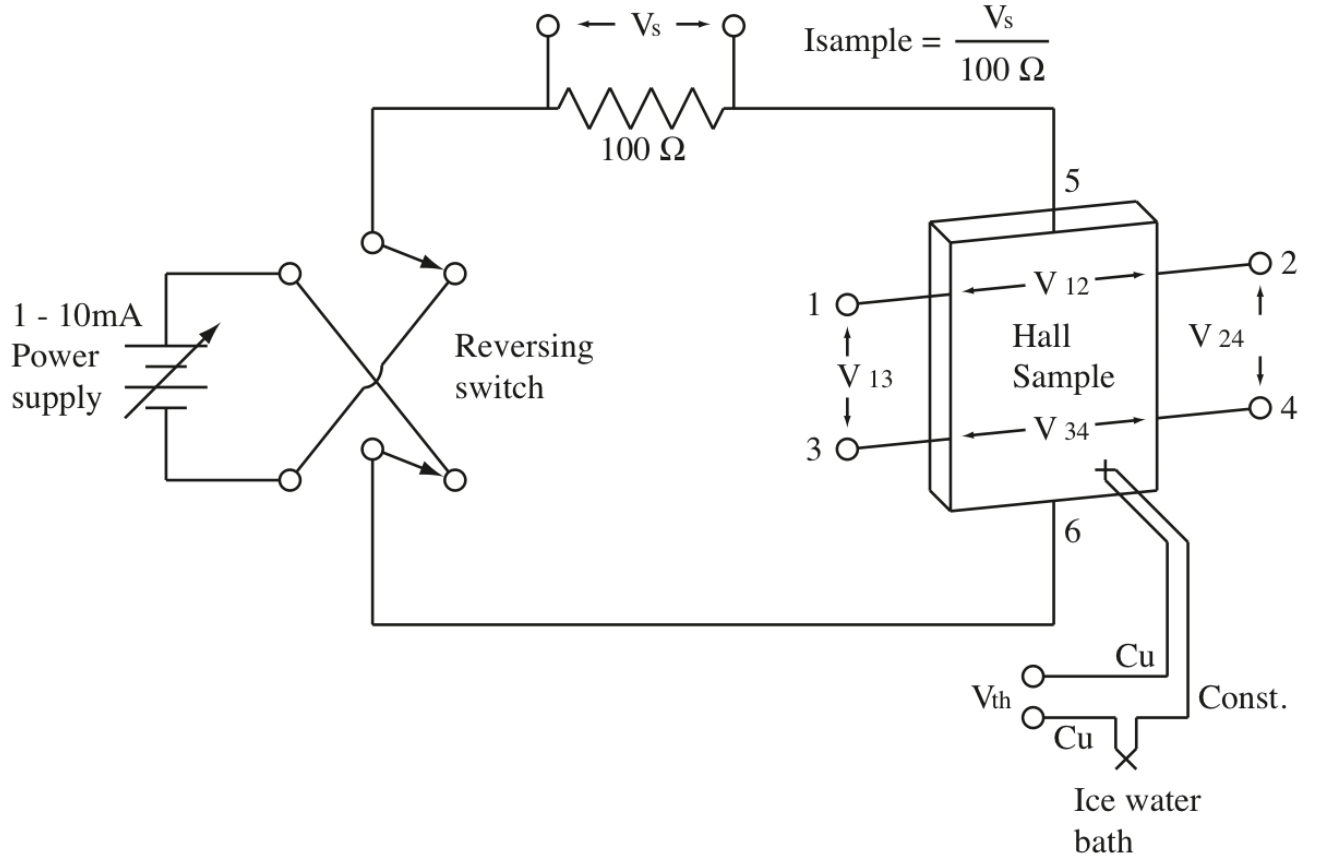 Vs
Isample = Vs
100 Ω
100 Ω
5
1 - 10mA
Power
supply
Reversing
switch
1
V 12
2
Hall
Sample
V 13
V 24
3
V 34
4
6
Cu
Vth
Const.
Cu
Ice water
bath